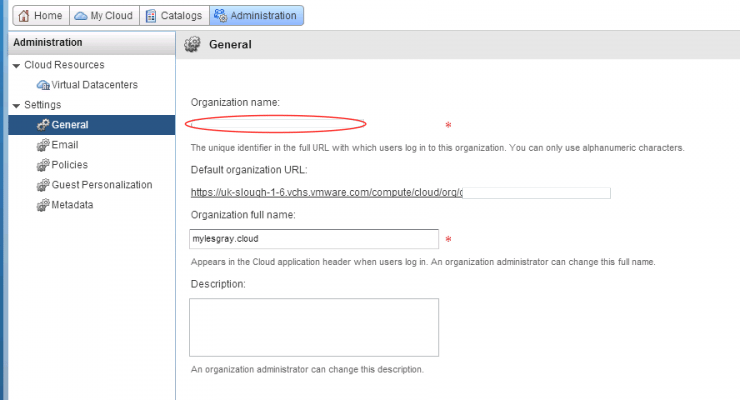 Home My Cloud Catalogs Administration
Administration
Cloud Resources
Virtual Datacenters
Settings
General
Email
Policies
Guest Personalization
Metadata
General
Organization name:
*
The unique identifier in the full URL with which users log in to this organization. You can only use alphanumeric characters.
Default organization URL:
https://uk-slough-1-6.vchs.vmware.com/compute/cloud/org/
Organization full name:
mylesgray.cloud *
Appears in the Cloud application header when users log in. An organization administrator can change this full name.
Description:
An organization administrator can change this description.